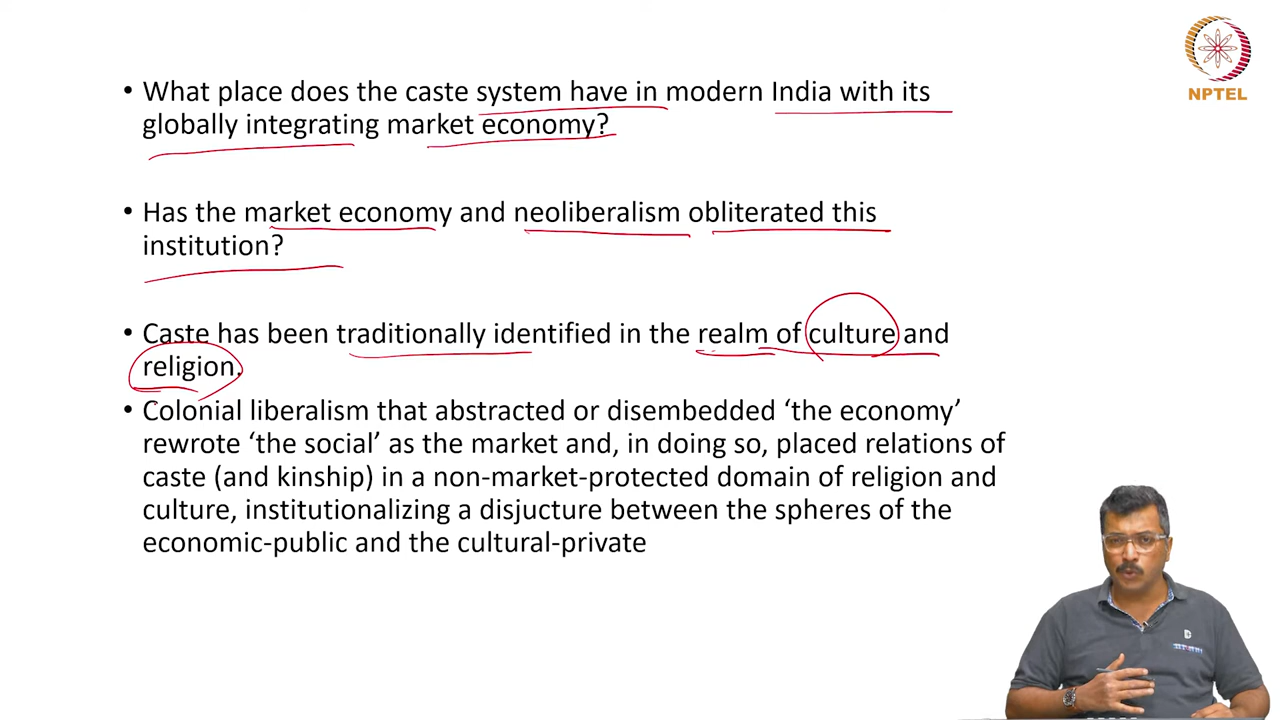 NPTEL
• What place does the caste system have in modern India with its
globally integrating market economy?
• Has the market economy and neoliberalism obliterated this
institution?
• Caste has been traditionally identified in the realm of culture and
religion.
• Colonial liberalism that abstracted or disembedded ‘the economy’
rewrote ‘the social’ as the market and, in doing so, placed relations of
caste (and kinship) in a non-market-protected domain of religion and
culture, institutionalizing a disjucture between the spheres of the
economic-public and the cultural-private